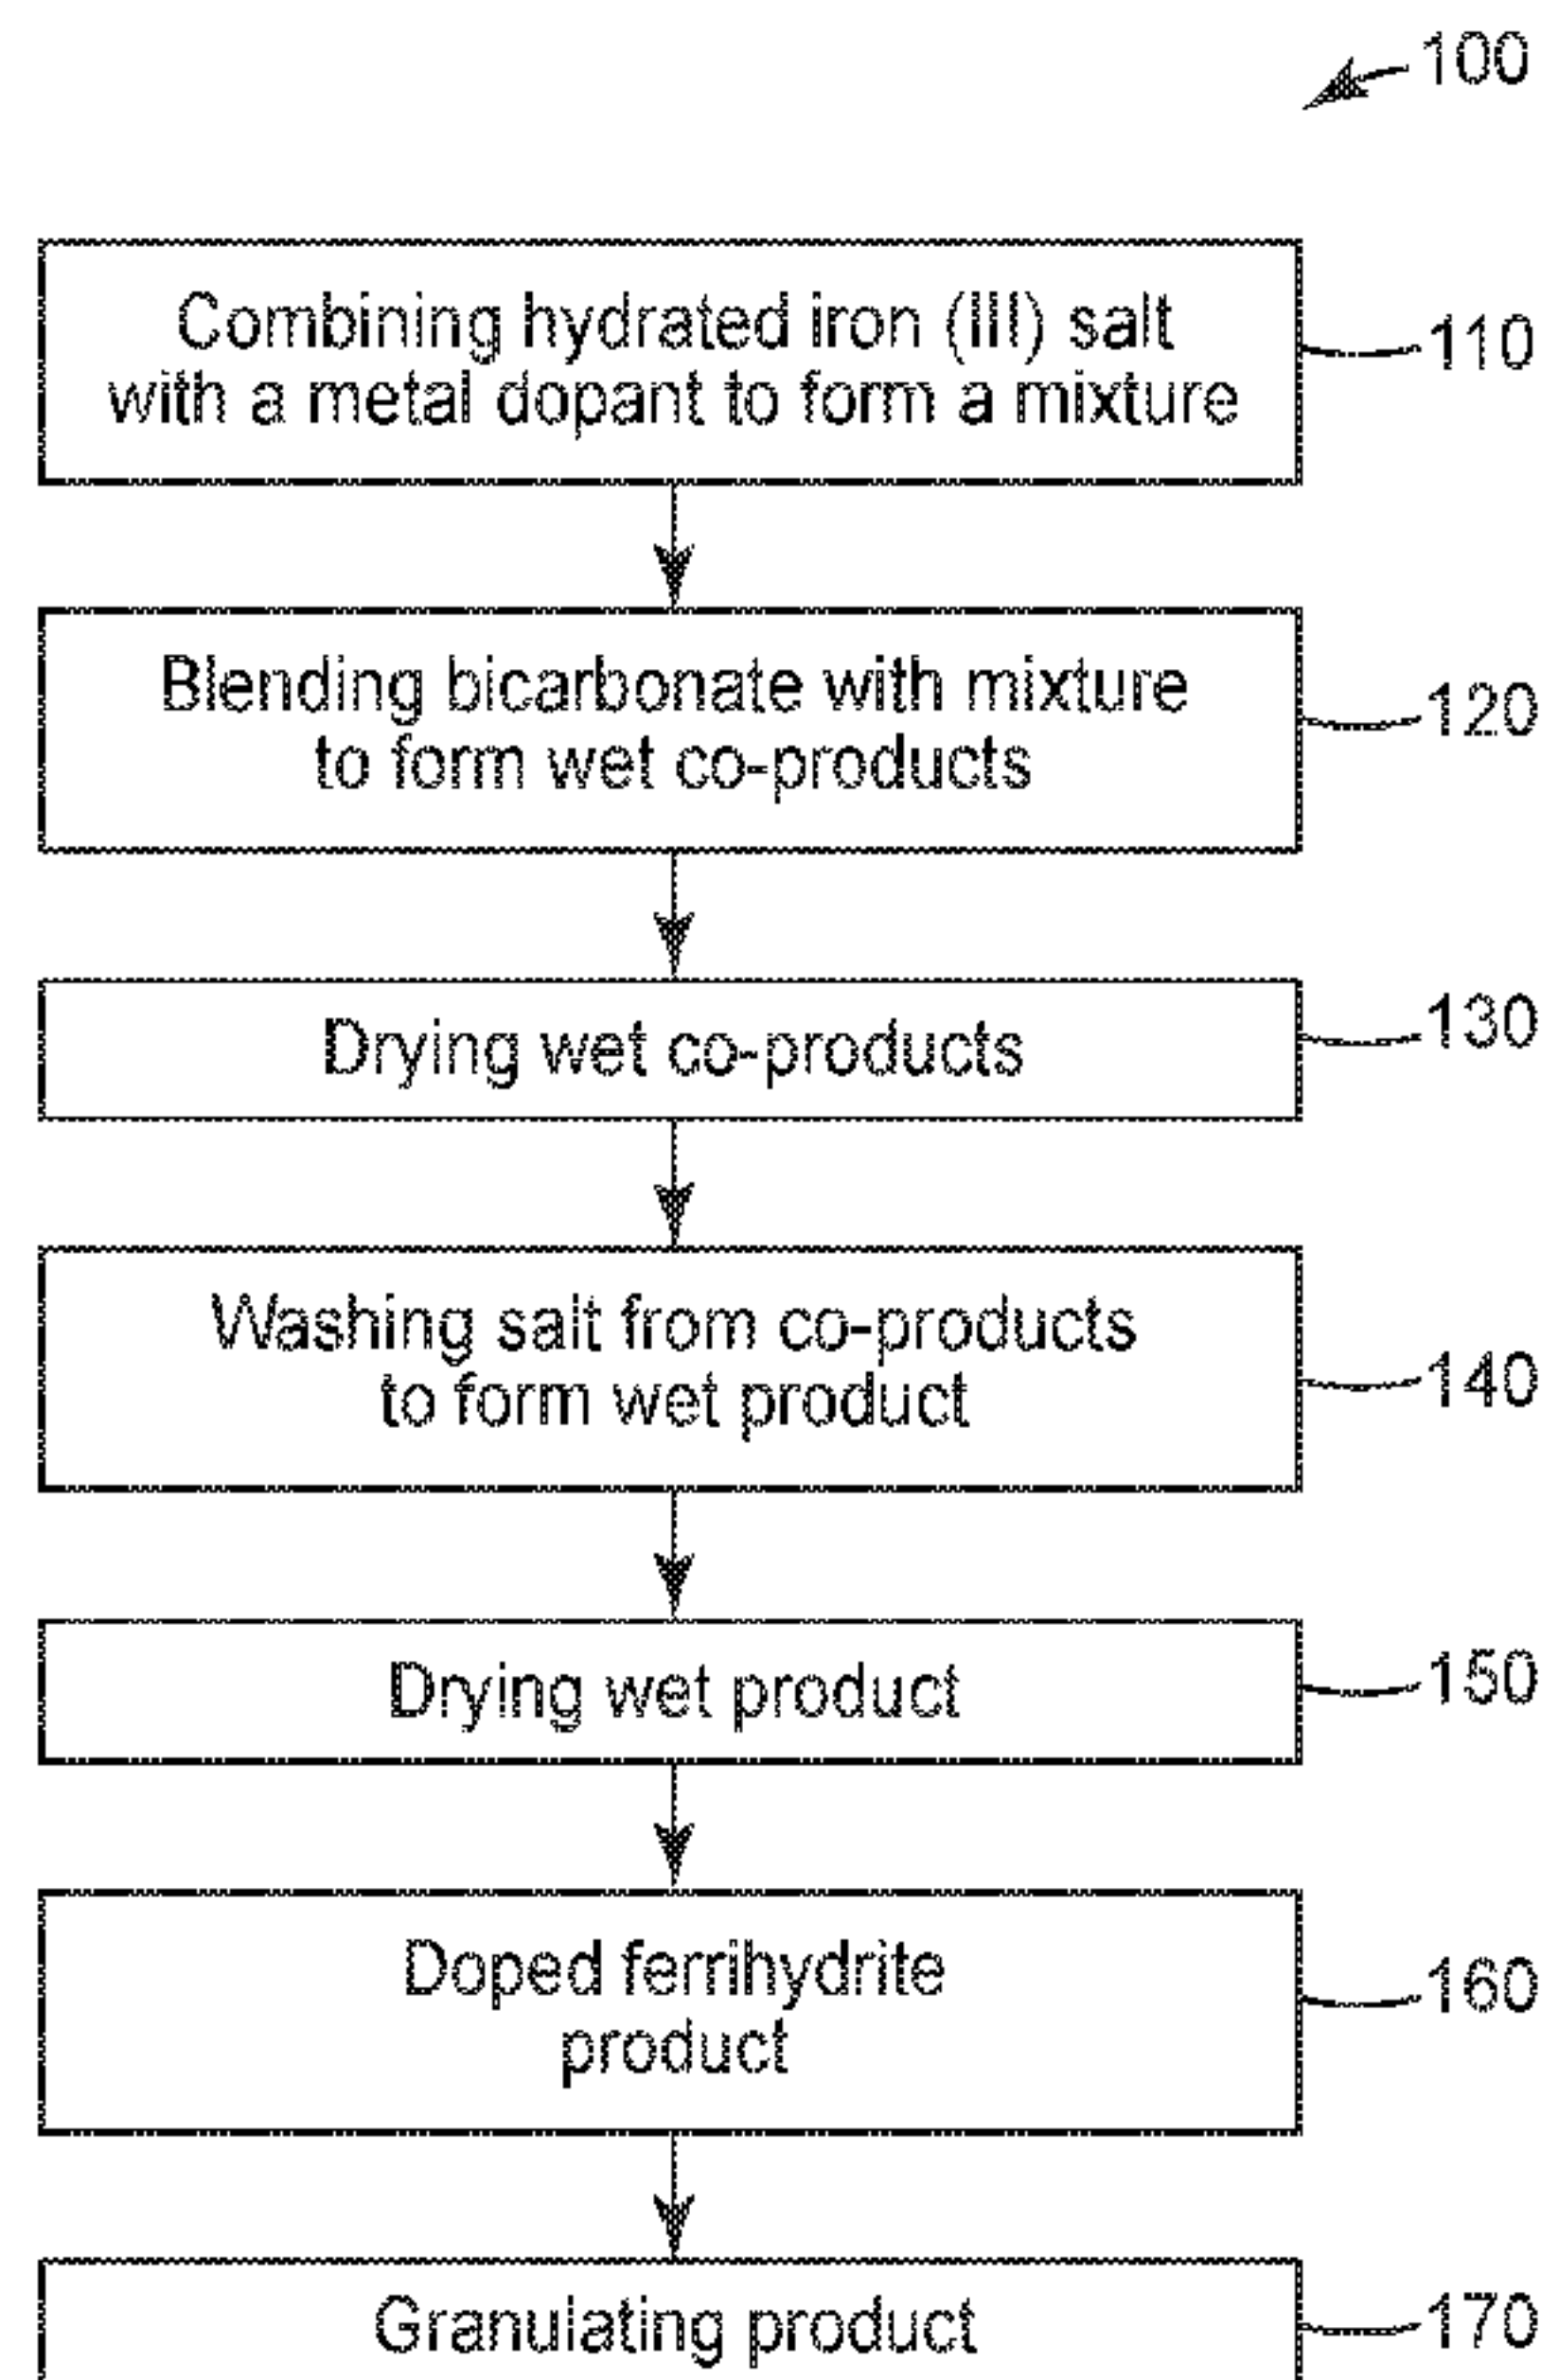 100
Combining hydrated iron (III) salt
with a metal dopant to form a mixture
110
Blending bicarbonate with mixture
to form wet co-products
120
Drying wet co-products
130
Washing salt from co-products
to form wet product
140
Drying wet product
150
Doped ferrihydrite
product
160
Granulating product
170